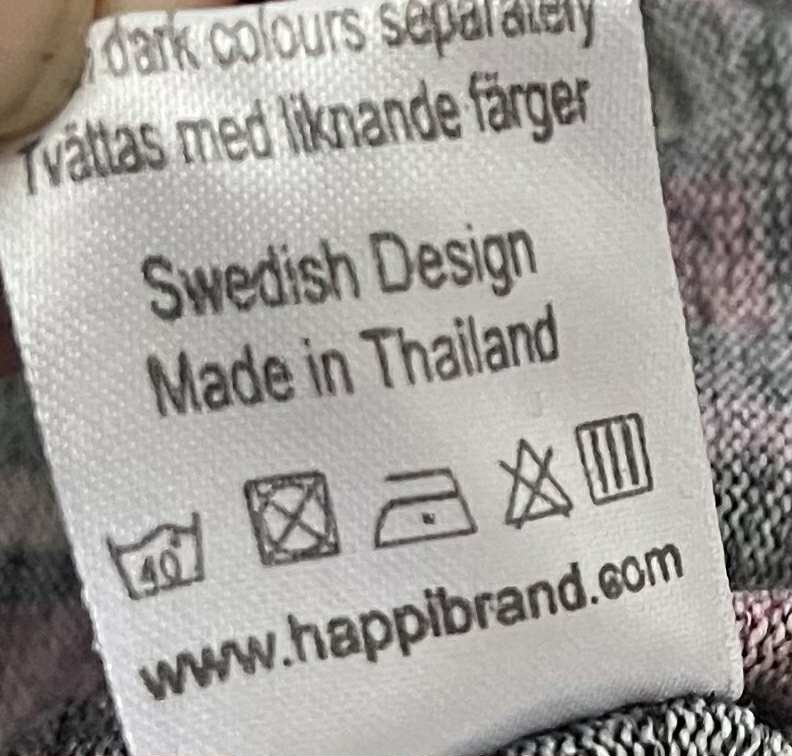 dark colours separately
Tvättas med liknande färger
Swedish Design
Made in Thailand
40°
www.happibrand.com